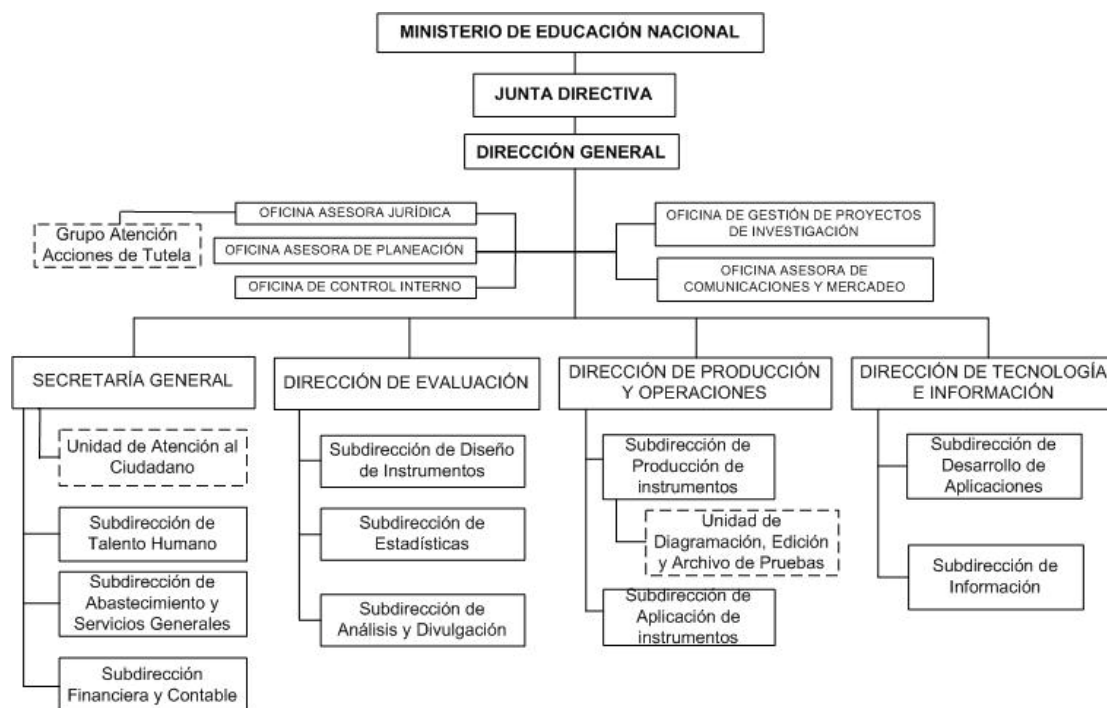 MINISTERIO DE EDUCACIÓN NACIONAL
JUNTA DIRECTIVA
DIRECCIÓN GENERAL
OFICINA ASESORA JURÍDICA
Grupo Atención
Acciones de Tutela
OFICINA ASESORA DE PLANEACIÓN
OFICINA DE CONTROL INTERNO
OFICINA DE GESTIÓN DE PROYECTOS
DE INVESTIGACIÓN
OFICINA ASESORA DE
COMUNICACIONES Y MERCADEO
SECRETARÍA GENERAL
Unidad de Atención al
Ciudadano
Subdirección de
Talento Humano
Subdirección de
Abastecimiento y
Servicios Generales
Subdirección
Financiera y Contable
DIRECCIÓN DE EVALUACIÓN
Subdirección de Diseño
de Instrumentos
Subdirección de
Estadísticas
Subdirección de
Análisis y Divulgación
DIRECCIÓN DE PRODUCCIÓN
Y OPERACIONES
Subdirección de
Producción de
instrumentos
Unidad de
Diagramación, Edición
y Archivo de Pruebas
Subdirección de
Aplicación de
instrumentos
DIRECCIÓN DE TECNOLOGÍA
E INFORMACIÓN
Subdirección de
Desarrollo de
Aplicaciones
Subdirección de
Información